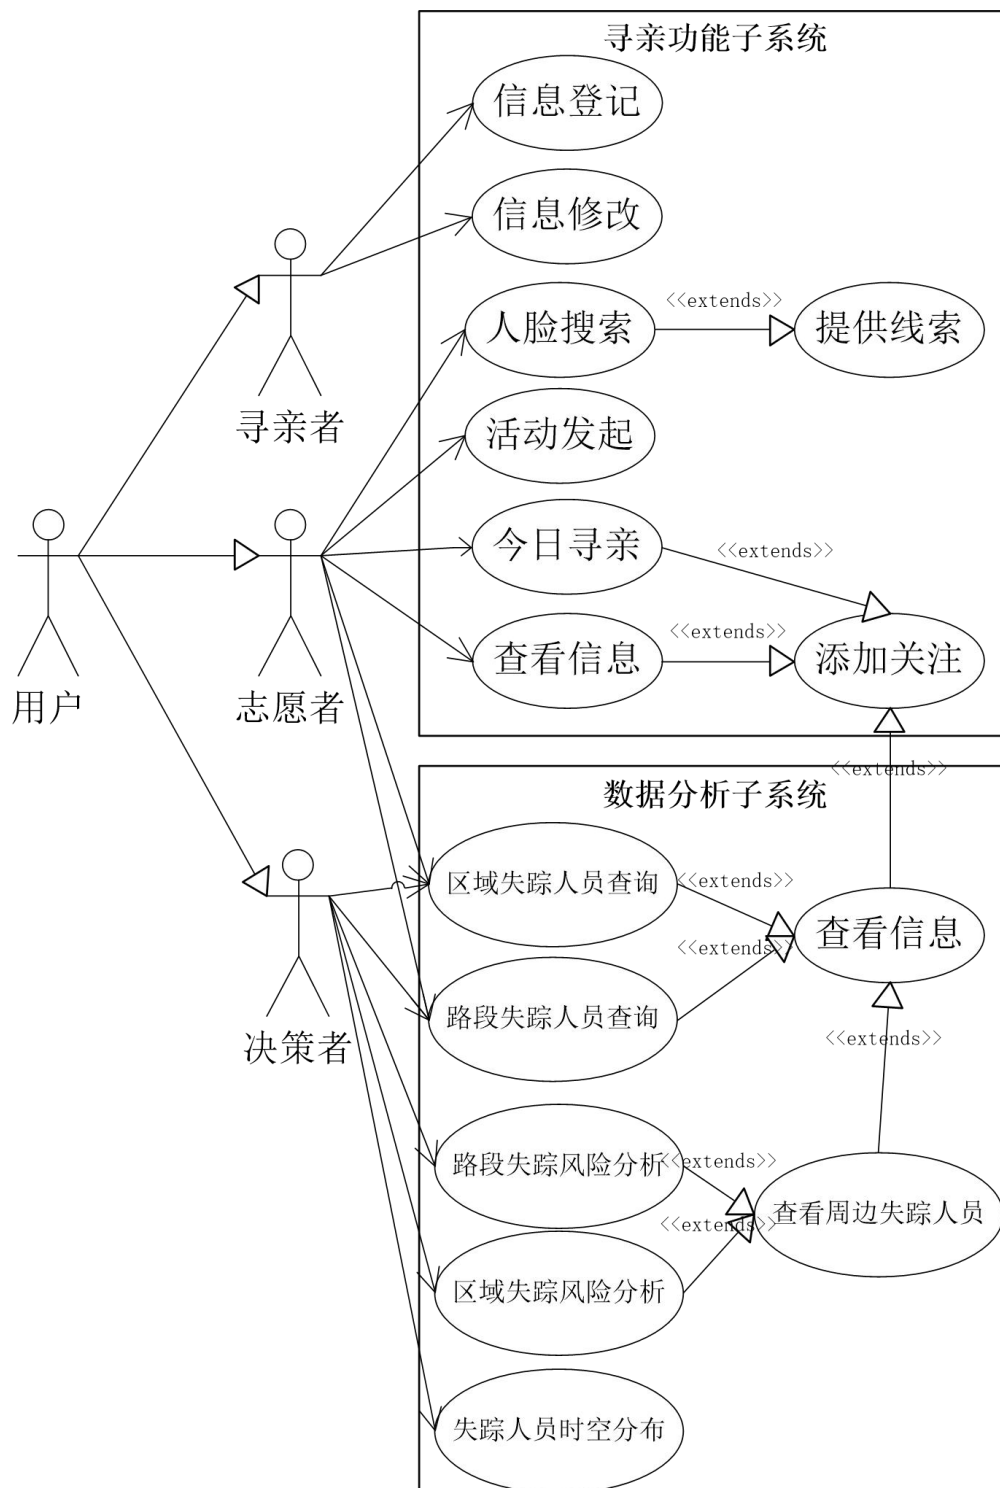 寻亲功能子系统
信息登记
信息修改
人脸搜索
<<extends>>
提供线索
寻亲者
活动发起
今日寻亲
<<extends>>
查看信息
<<extends>>
添加关注
用户
志愿者
<<extends>>
数据分析子系统
区域失踪人员查询
<<extends>>
查看信息
<<extends>>
路段失踪人员查询
<<extends>>
决策者
路段失踪风险分析
<<extends>>
查看周边失踪人员
<<extends>>
区域失踪风险分析
失踪人员时空分布